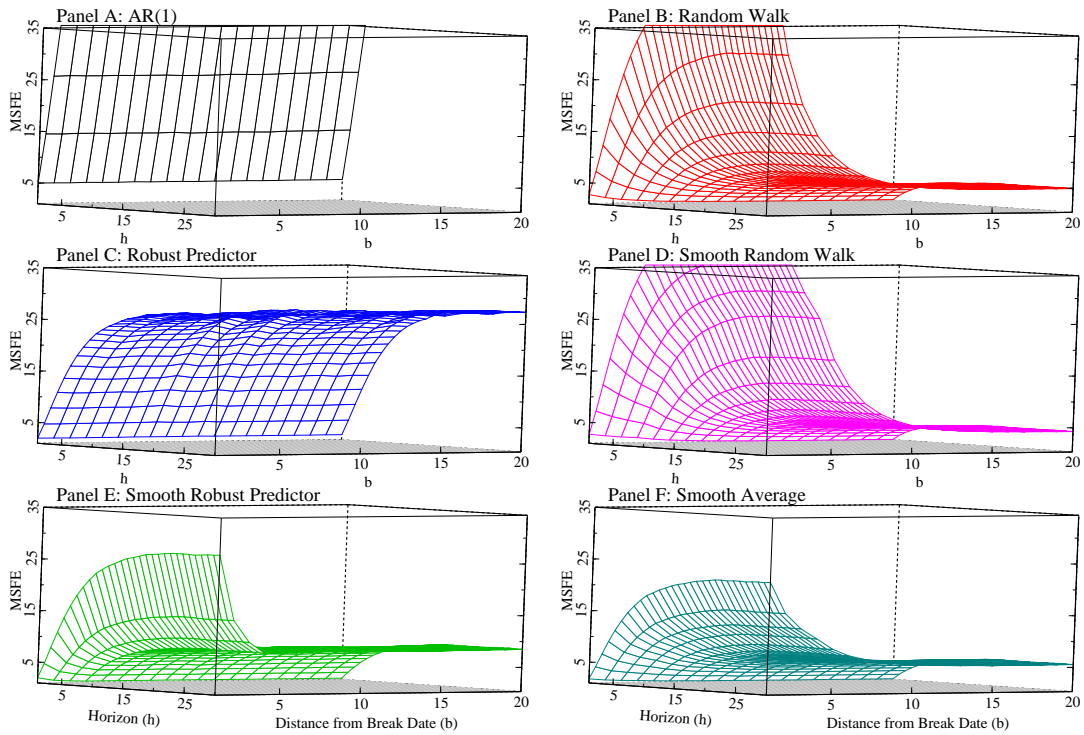 Panel A: AR(1)
Panel B: Random Walk
MSFE
35
25
15
5
5
15
25
h
5
10
15
20
b
MSFE
35
25
15
5
5
15
25
h
5
10
15
20
b
Panel C: Robust Predictor
Panel D: Smooth Random Walk
MSFE
35
25
15
5
5
15
25
h
5
10
15
20
b
MSFE
35
25
15
5
5
15
25
h
5
10
15
20
b
Panel E: Smooth Robust Predictor
Panel F: Smooth Average
MSFE
35
25
15
5
5
15
25
Horizon (h)
5
10
15
20
Distance from Break Date (b)
MSFE
35
25
15
5
5
15
25
Horizon (h)
5
10
15
20
Distance from Break Date (b)